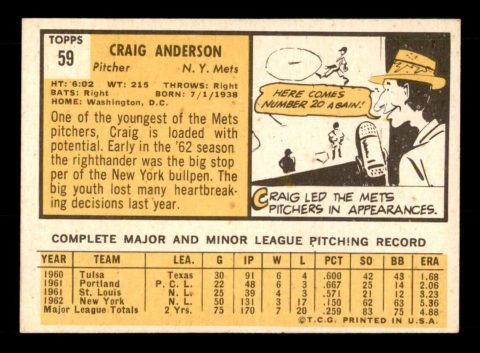 TOPPS
59
CRAIG ANDERSON
Pitcher N. Y. Mets
HT: 6:02 WT: 215 THROWS: Right
BATS: Right BORN: 7/1/1938
HOME: Washington, D.C.
One of the youngest of the Mets
pitchers, Craig is loaded with
potential. Early in the '62 season
the righthander was the big stop-
per of the New York bullpen. The
big youth lost many heartbreak-
ing decisions last year.
HERE COMES
NUMBER 20 AGAIN!
CRAIG LED THE METS
PITCHERS IN APPEARANCES.
COMPLETE MAJOR AND MINOR LEAGUE PITCHING RECORD
YEAR TEAM LEA. G IP W L PCT SO BB ERA
1960 Tulsa Texas 30 91 6 4 .600 42 43 1.68
1961 Portland P.C.L. 22 48 6 3 .667 25 14 2.06
1961 St. Louis N.L. 25 39 4 3 .571 21 12 3.23
1962 New York N.L. 50 131 3 17 .150 62 63 5.36
Major League Totals 2 Yrs. 75 170 7 20 .259 83 75 4.88
©T.C.G. PRINTED IN U.S.A.